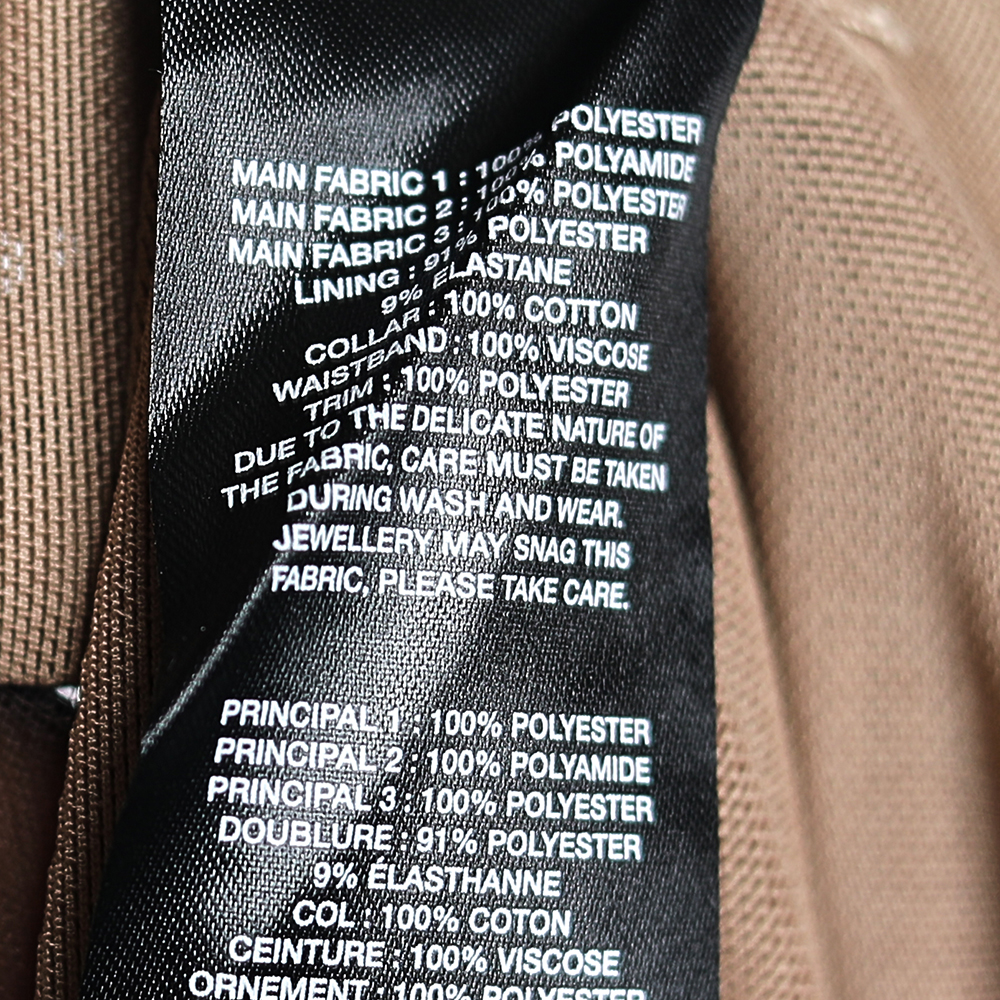 MAIN FABRIC 1 : 100% POLYESTER
MAIN FABRIC 2 : 100% POLYAMIDE
MAIN FABRIC 3 : 100% POLYESTER
LINING : 91% POLYESTER
9% ELASTANE
COLLAR : 100% COTTON
WAISTBAND : 100% VISCOSE
TRIM : 100% POLYESTER
DUE TO THE DELICATE NATURE OF
THE FABRIC, CARE MUST BE TAKEN
DURING WASH AND WEAR.
JEWELLERY MAY SNAG THIS
FABRIC, PLEASE TAKE CARE.
PRINCIPAL 1 : 100% POLYESTER
PRINCIPAL 2 : 100% POLYAMIDE
PRINCIPAL 3 : 100% POLYESTER
DOUBLURE : 91% POLYESTER
9% ÉLASTHANNE
COL : 100% COTON
CEINTURE : 100% VISCOSE
ORNEMENT : 100% POLYESTER